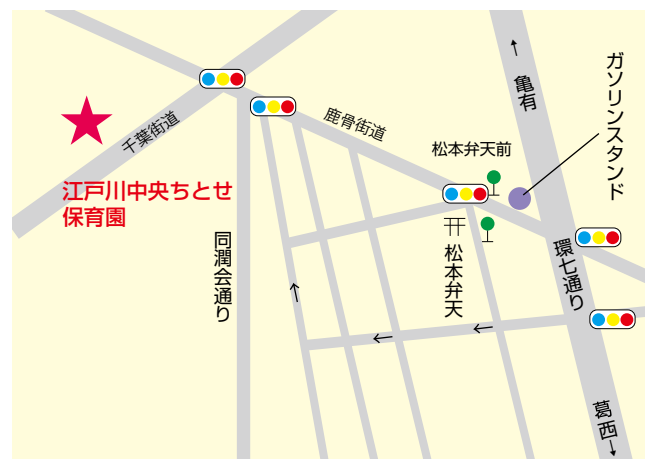 千葉街道
鹿骨街道
松本弁天前
↑亀有
ガソリンスタンド
江戸川中央ちとせ
保育園
同潤会通り
松本弁天
環七通り
葛西↓